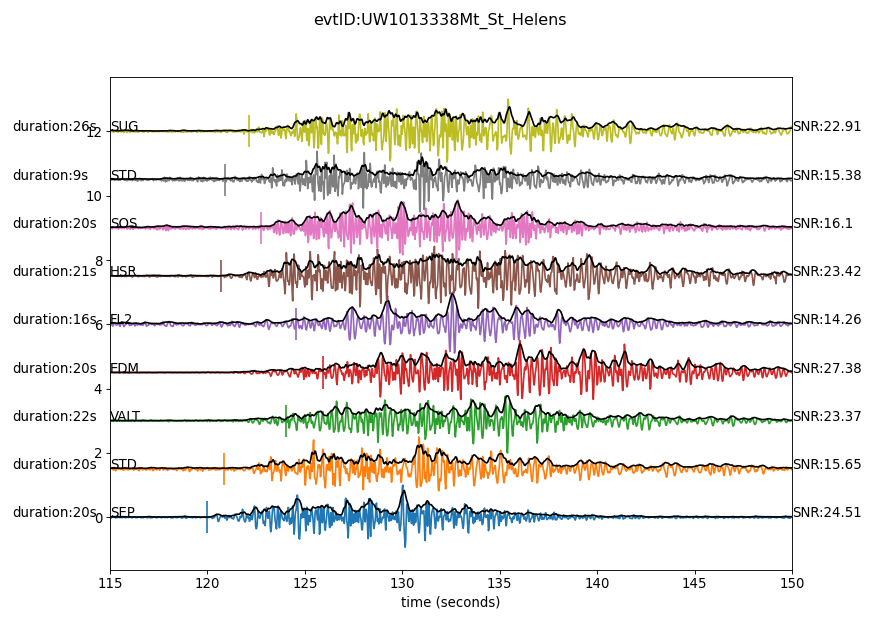 evtID:UW1013338Mt_St_Helens
duration:26s SUG SNR:22.91
12
duration:9s STD SNR:15.38
10
duration:20s SOS SNR:16.1
8
duration:21s HSR SNR:23.42
duration:16s FL2 SNR:14.26
6
duration:20s EDM SNR:27.38
4
duration:22s VALT SNR:23.37
2
duration:20s STD SNR:15.65
duration:20s SEP SNR:24.51
0
115 120 125 130 135 140 145 150
time (seconds)